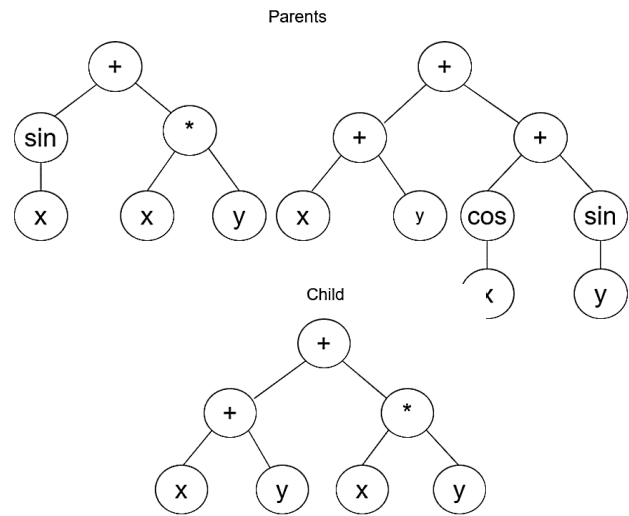 Parents
+ +
sin * + +
x x y x y cos sin
x y
Child
+
+ *
x y x y